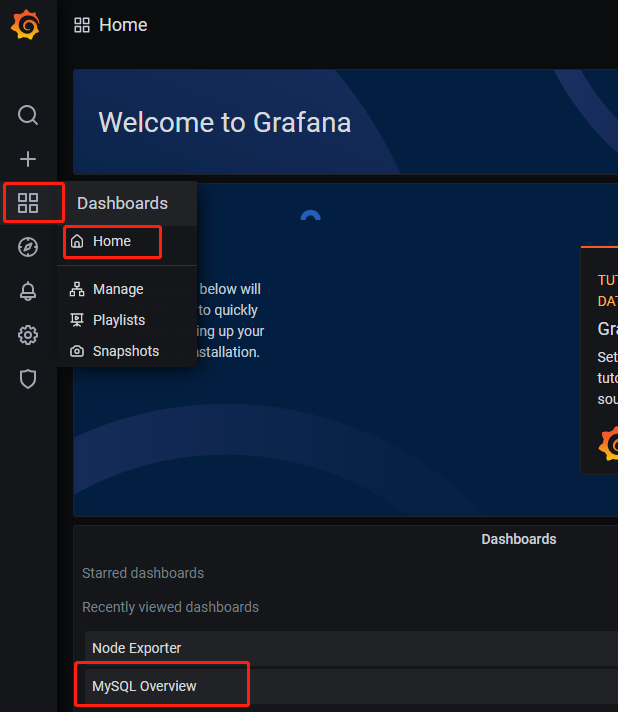 Home
Welcome to Grafana
Dashboards
Home
Manage
Playlists
Snapshots
below will
to quickly
ing up your
stallation.
TU
DAT
Gra
Set
tuto
sou
Dashboards
Starred dashboards
Recently viewed dashboards
Node Exporter
MySQL Overview